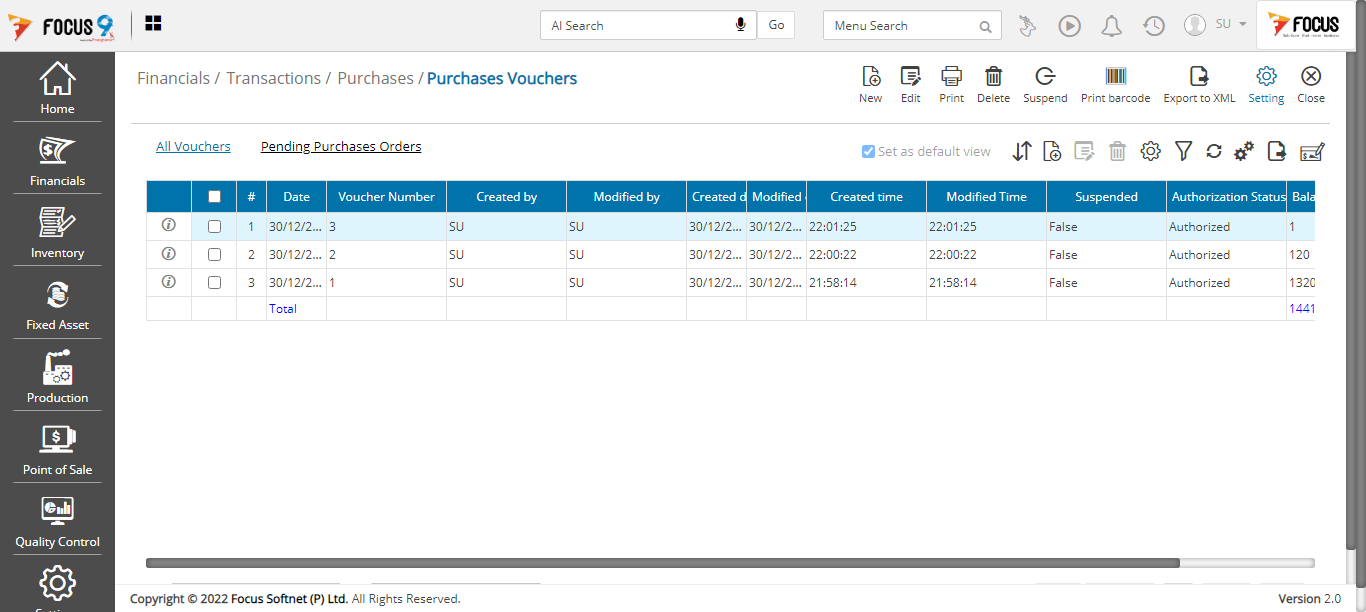 FOCUS 9
AI Search
Go
Menu Search
SU
FOCUS
Home
Financials
Inventory
Fixed Asset
Production
Point of Sale
Quality Control
Financials / Transactions / Purchases / Purchases Vouchers
New Edit Print Delete Suspend Print barcode Export to XML Setting Close
All Vouchers Pending Purchases Orders
Set as default view
# Date Voucher Number Created by Modified by Created d Modified Created time Modified Time Suspended Authorization Status Bala
1 30/12/2... 3 SU SU 30/12/2... 30/12/2... 22:01:25 22:01:25 False Authorized 1
2 30/12/2... 2 SU SU 30/12/2... 30/12/2... 22:00:22 22:00:22 False Authorized 120
3 30/12/2... 1 SU SU 30/12/2... 30/12/2... 21:58:14 21:58:14 False Authorized 1320
Total 1441
Copyright © 2022 Focus Softnet (P) Ltd. All Rights Reserved.
Version 2.0